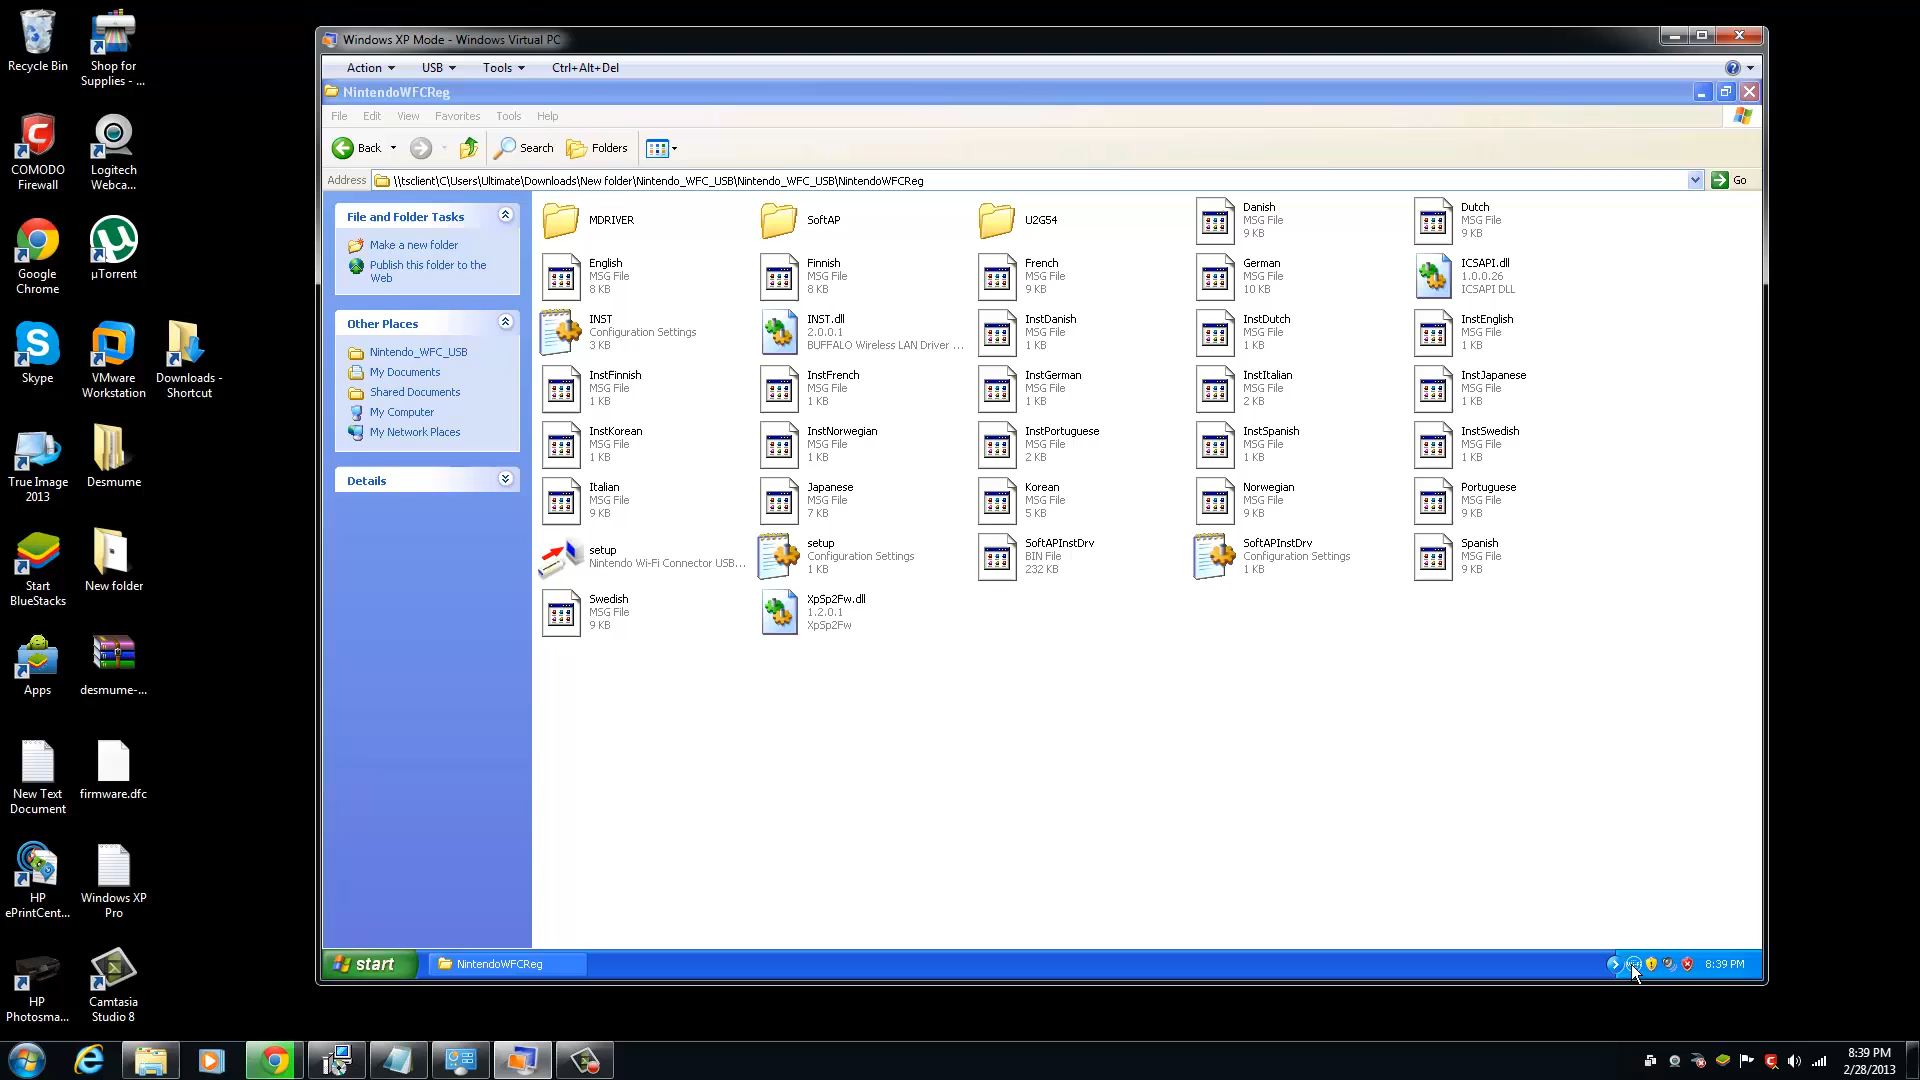 Recycle Bin
Shop for
Supplies - ...
COMODO
Firewall
Logitech
Webca...
Google
Chrome
µTorrent
Skype
VMware
Workstation
Downloads -
Shortcut
True Image
2013
Desmume
Start
BlueStacks
New folder
Apps
desmume-...
New Text
Document
firmware.dfc
HP
ePrintCent...
Windows XP
Pro
HP
Photosma...
Camtasia
Studio 8
Windows XP Mode - Windows Virtual PC
Action USB Tools Ctrl+Alt+Del
NintendoWFCReg
File Edit View Favorites Tools Help
Back Search Folders
Address \\tsclient\C\Users\Ultimate\Downloads\New folder\Nintendo_WFC_USB\Nintendo_WFC_USB\NintendoWFCReg Go
File and Folder Tasks
Make a new folder
Publish this folder to the
Web
Other Places
Nintendo_WFC_USB
My Documents
Shared Documents
My Computer
My Network Places
Details
MDRIVER
SoftAP
U2G54
Danish
MSG File
9 KB
Dutch
MSG File
9 KB
English
MSG File
8 KB
Finnish
MSG File
8 KB
French
MSG File
9 KB
German
MSG File
10 KB
ICSAPI.dll
1.0.0.26
ICSAPI DLL
INST
Configuration Settings
3 KB
INST.dll
2.0.0.1
BUFFALO Wireless LAN Driver ...
InstDanish
MSG File
1 KB
InstDutch
MSG File
1 KB
InstEnglish
MSG File
1 KB
InstFinnish
MSG File
1 KB
InstFrench
MSG File
1 KB
InstGerman
MSG File
1 KB
InstItalian
MSG File
2 KB
InstJapanese
MSG File
1 KB
InstKorean
MSG File
1 KB
InstNorwegian
MSG File
1 KB
InstPortuguese
MSG File
2 KB
InstSpanish
MSG File
1 KB
InstSwedish
MSG File
1 KB
Italian
MSG File
9 KB
Japanese
MSG File
7 KB
Korean
MSG File
5 KB
Norwegian
MSG File
9 KB
Portuguese
MSG File
9 KB
setup
Nintendo Wi-Fi Connector USB...
setup
Configuration Settings
1 KB
SoftAPInstDrv
BIN File
232 KB
SoftAPInstDrv
Configuration Settings
1 KB
Spanish
MSG File
9 KB
Swedish
MSG File
9 KB
XpSp2Fw.dll
1.2.0.1
XpSp2Fw
start NintendoWFCReg 8:39 PM
8:39 PM
2/28/2013